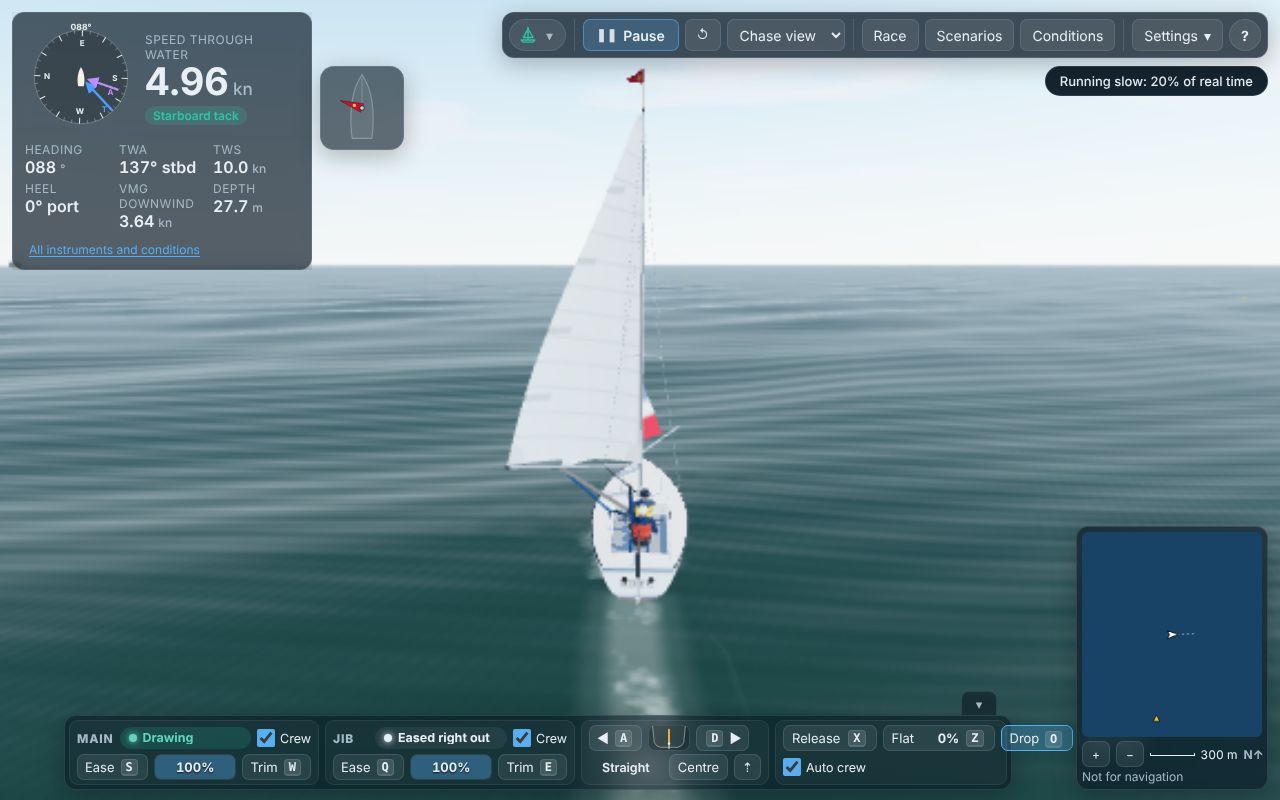 088°
E
N
S
A
W
T
SPEED THROUGH
WATER
4.96 kn
Starboard tack
HEADING
088 °
TWA
137° stbd
TWS
10.0 kn
HEEL
0° port
VMG
DOWNWIND
3.64 kn
DEPTH
27.7 m
All instruments and conditions
▼
❚❚ Pause
Chase view
Race
Scenarios
Conditions
Settings ▾
?
Running slow: 20% of real time
▼
MAIN
Drawing
Crew
Ease S
100%
Trim W
JIB
Eased right out
Crew
Ease Q
100%
Trim E
◀ A
D ▶
Straight
Centre
↑
Release X
Flat 0% Z
Drop 0
Auto crew
+
−
300 m N↑
Not for navigation